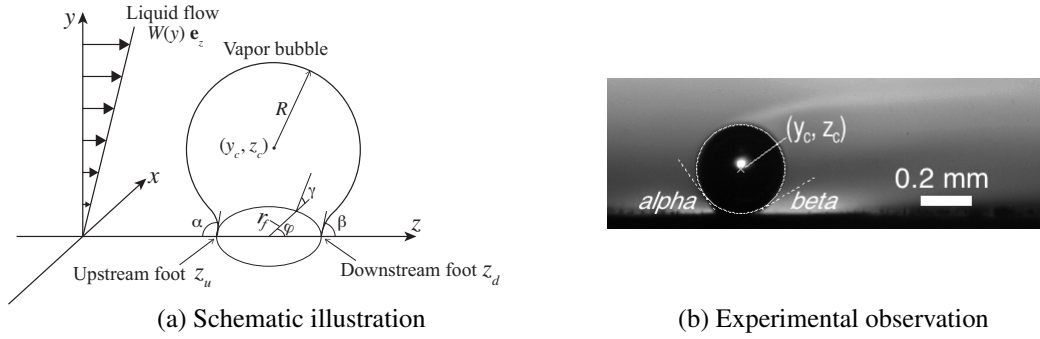 y
Liquid flow
W(y) e_z
Vapor bubble
R
(y_c, z_c)
x
γ
α
r_f
φ
β
z
Upstream foot z_u
Downstream foot z_d
(a) Schematic illustration
(y_c, z_c)
alpha
beta
0.2 mm
(b) Experimental observation